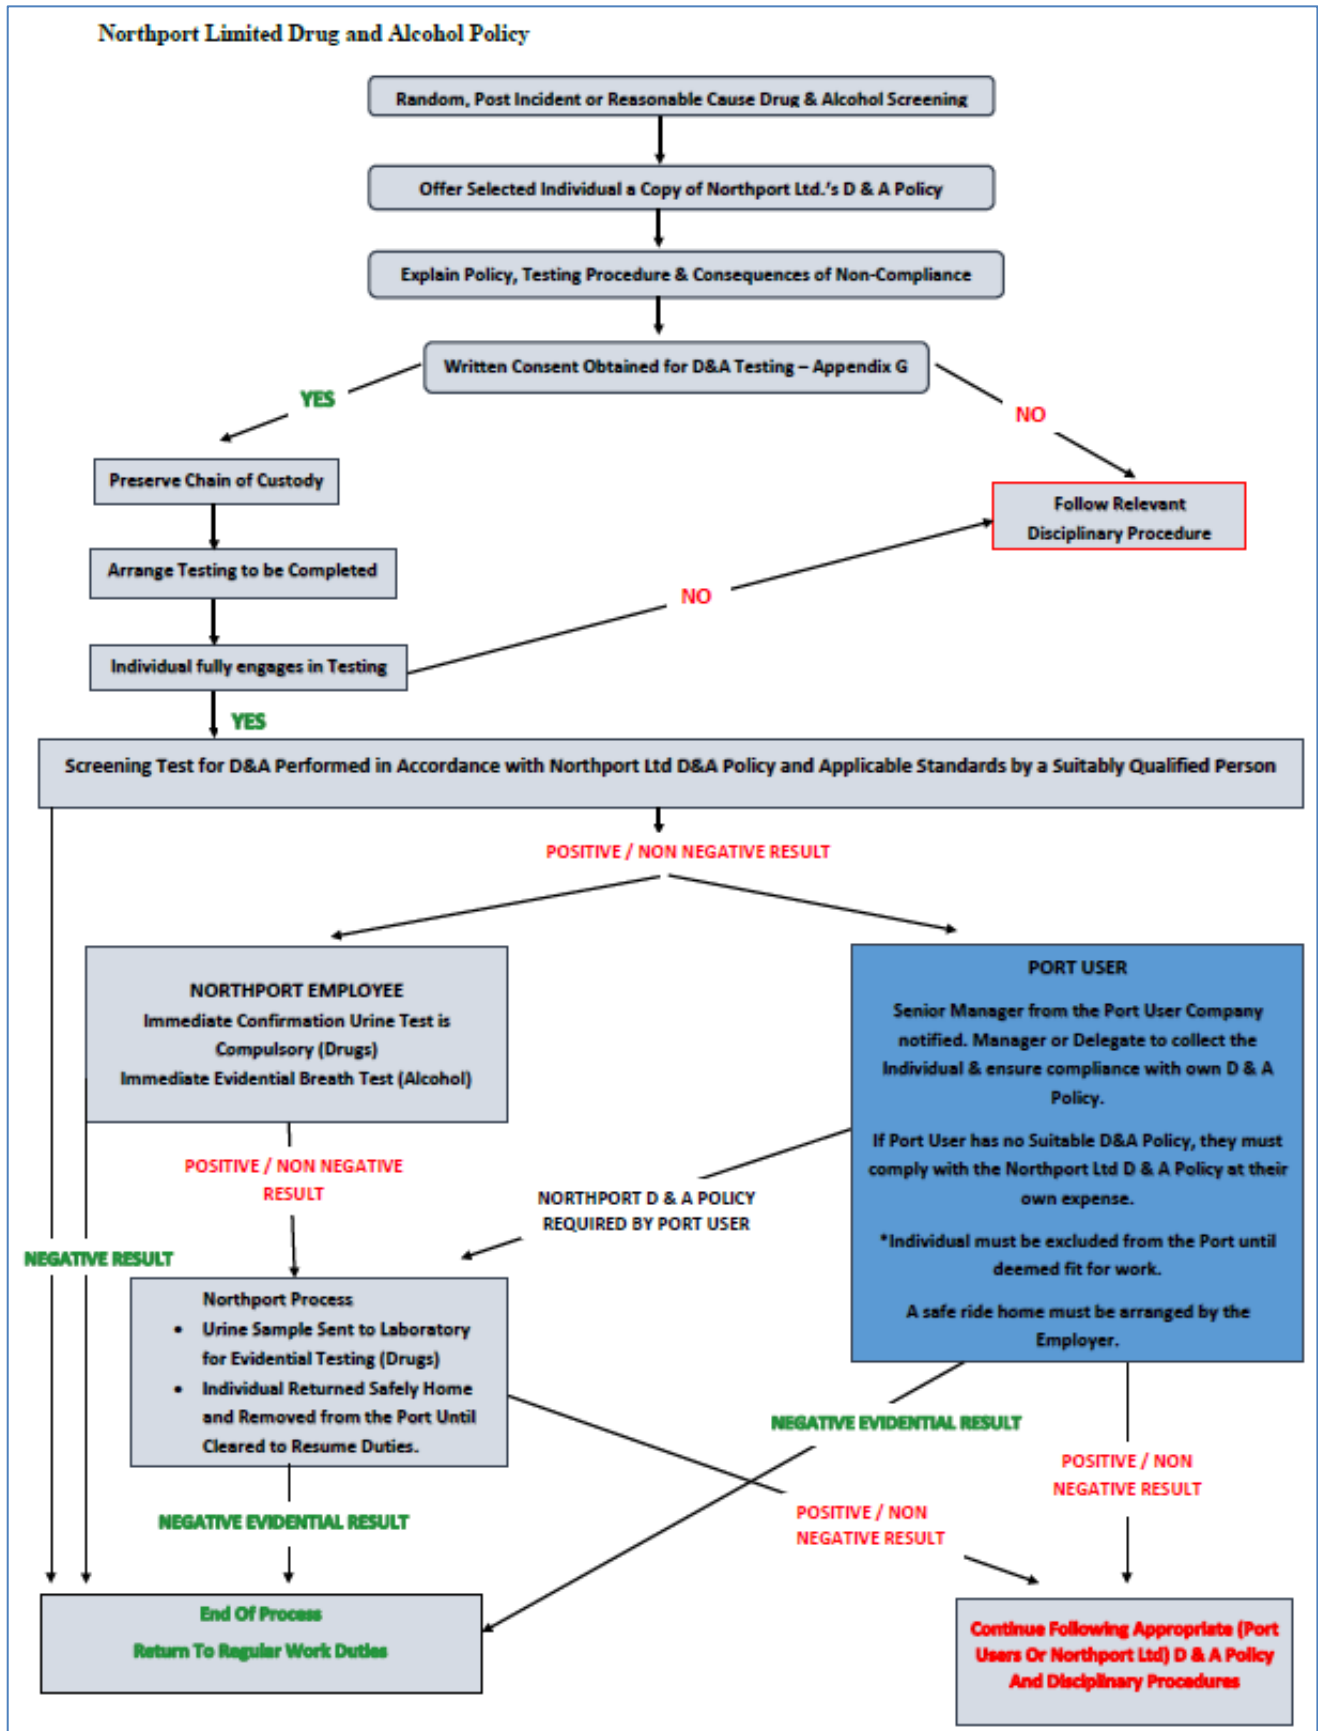 Northport Limited Drug and Alcohol Policy
Random, Post Incident or Reasonable Cause Drug & Alcohol Screening
Offer Selected Individual a Copy of Northport Ltd.'s D & A Policy
Explain Policy, Testing Procedure & Consequences of Non-Compliance
Written Consent Obtained for D&A Testing – Appendix G
YES
NO
Preserve Chain of Custody
Follow Relevant
Disciplinary Procedure
Arrange Testing to be Completed
NO
Individual fully engages in Testing
YES
Screening Test for D&A Performed in Accordance with Northport Ltd D&A Policy and Applicable Standards by a Suitably Qualified Person
POSITIVE / NON NEGATIVE RESULT
NORTHPORT EMPLOYEE
Immediate Confirmation Urine Test is
Compulsory (Drugs)
Immediate Evidential Breath Test (Alcohol)
PORT USER
Senior Manager from the Port User Company
notified. Manager or Delegate to collect the
Individual & ensure compliance with own D & A
Policy.
If Port User has no Suitable D&A Policy, they must
comply with the Northport Ltd D & A Policy at their
own expense.
*Individual must be excluded from the Port until
deemed fit for work.
A safe ride home must be arranged by the
Employer.
POSITIVE / NON NEGATIVE
RESULT
NORTHPORT D & A POLICY
REQUIRED BY PORT USER
NEGATIVE RESULT
Northport Process
• Urine Sample Sent to Laboratory
for Evidential Testing (Drugs)
• Individual Returned Safely Home
and Removed from the Port Until
Cleared to Resume Duties.
NEGATIVE EVIDENTIAL RESULT
POSITIVE / NON
NEGATIVE RESULT
NEGATIVE EVIDENTIAL RESULT
POSITIVE / NON
NEGATIVE RESULT
End Of Process
Return To Regular Work Duties
Continue Following Appropriate (Port
Users Or Northport Ltd) D & A Policy
And Disciplinary Procedures